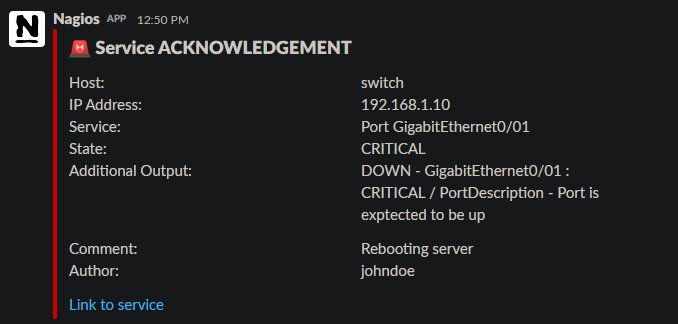 N
Nagios APP 12:50 PM
🚨 Service ACKNOWLEDGEMENT
Host: switch
IP Address: 192.168.1.10
Service: Port GigabitEthernet0/01
State: CRITICAL
Additional Output: DOWN - GigabitEthernet0/01 :
CRITICAL / PortDescription - Port is
exptected to be up
Comment: Rebooting server
Author: johndoe
Link to service